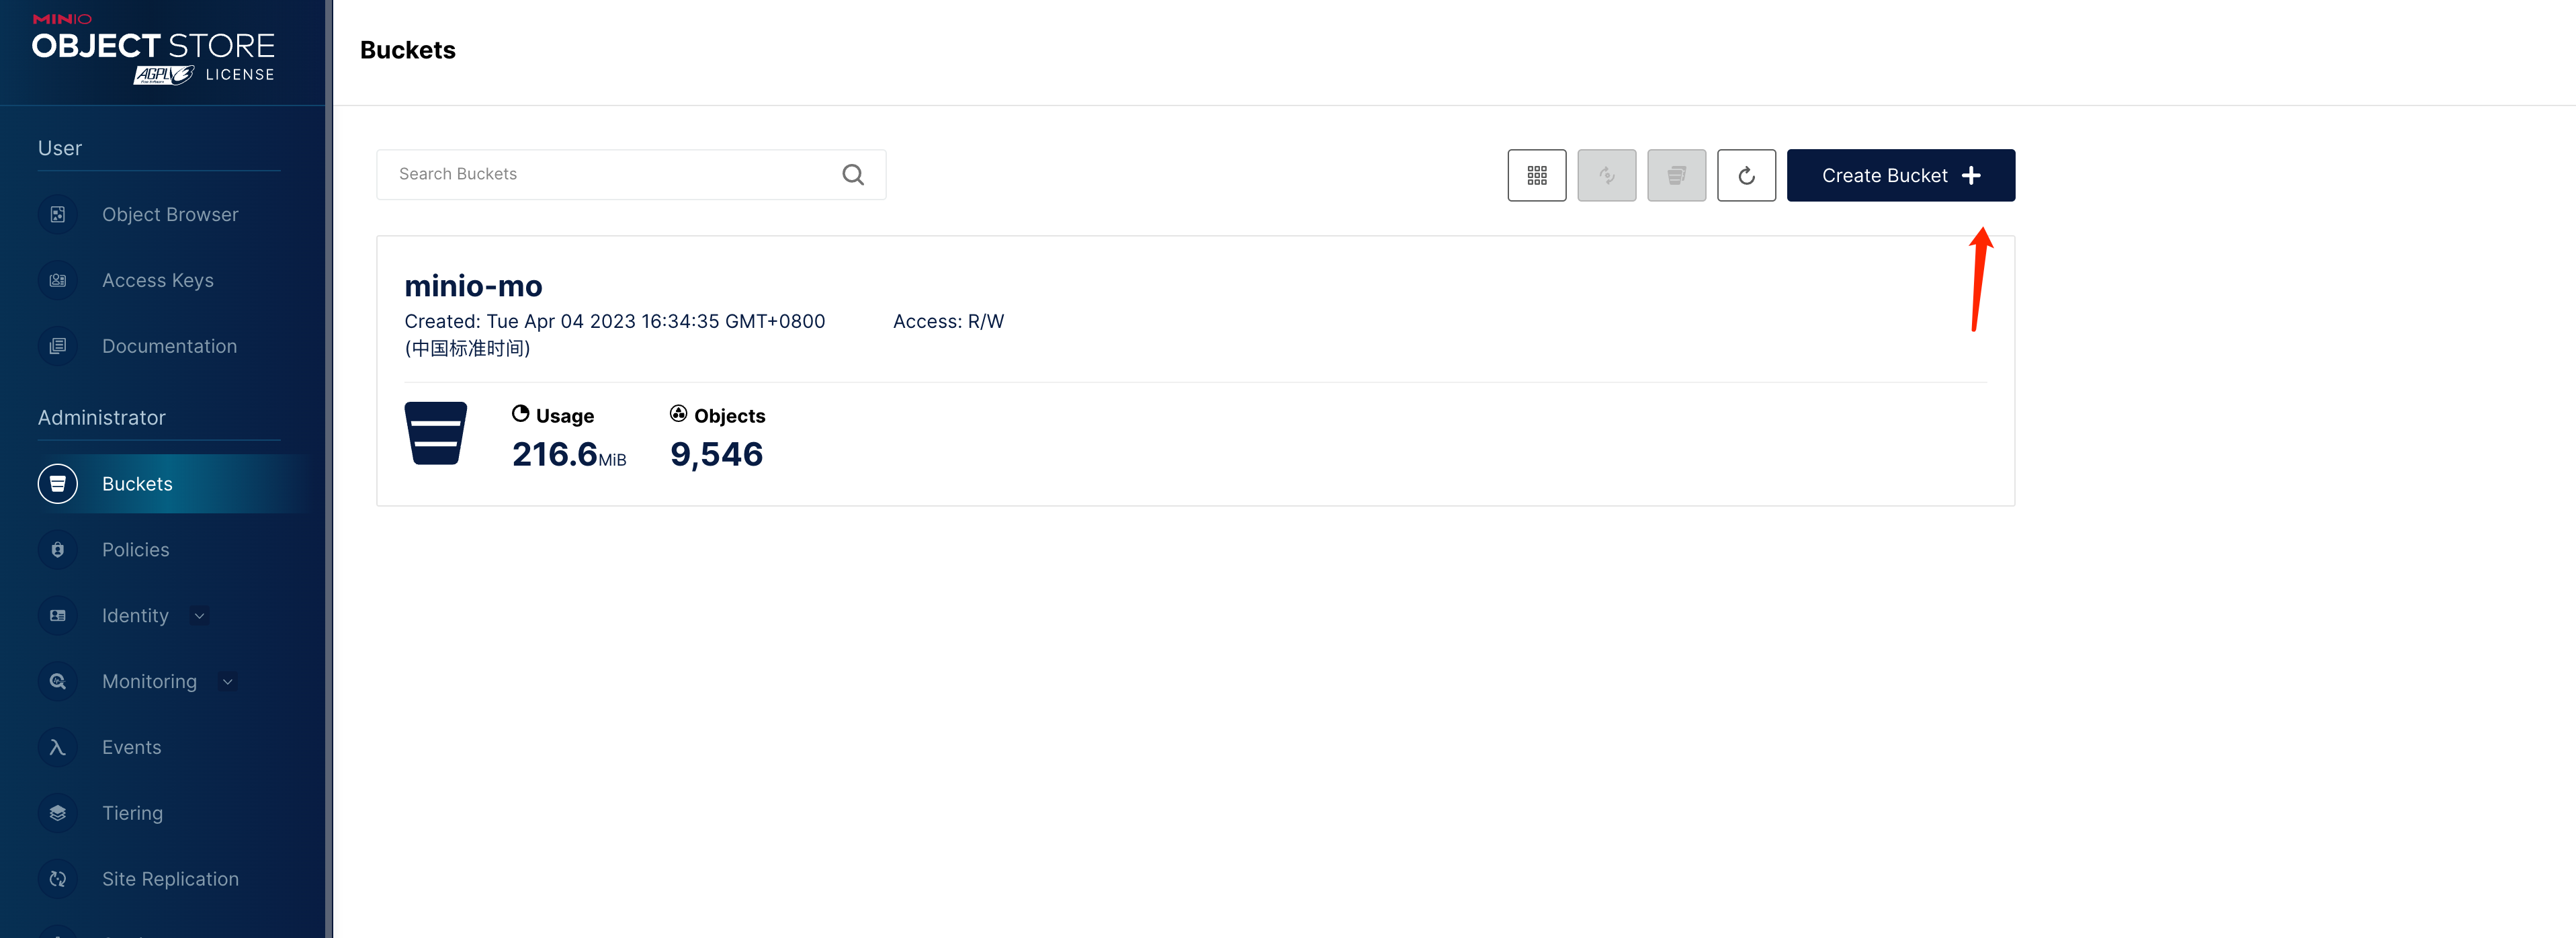 MINIO
OBJECT STORE
AGPL v3 LICENSE
User
Object Browser
Access Keys
Documentation
Administrator
Buckets
Policies
Identity
Monitoring
Events
Tiering
Site Replication
Buckets
Search Buckets
Create Bucket
minio-mo
Created: Tue Apr 04 2023 16:34:35 GMT+0800
(中国标准时间)
Access: R/W
Usage
216.6MiB
Objects
9,546